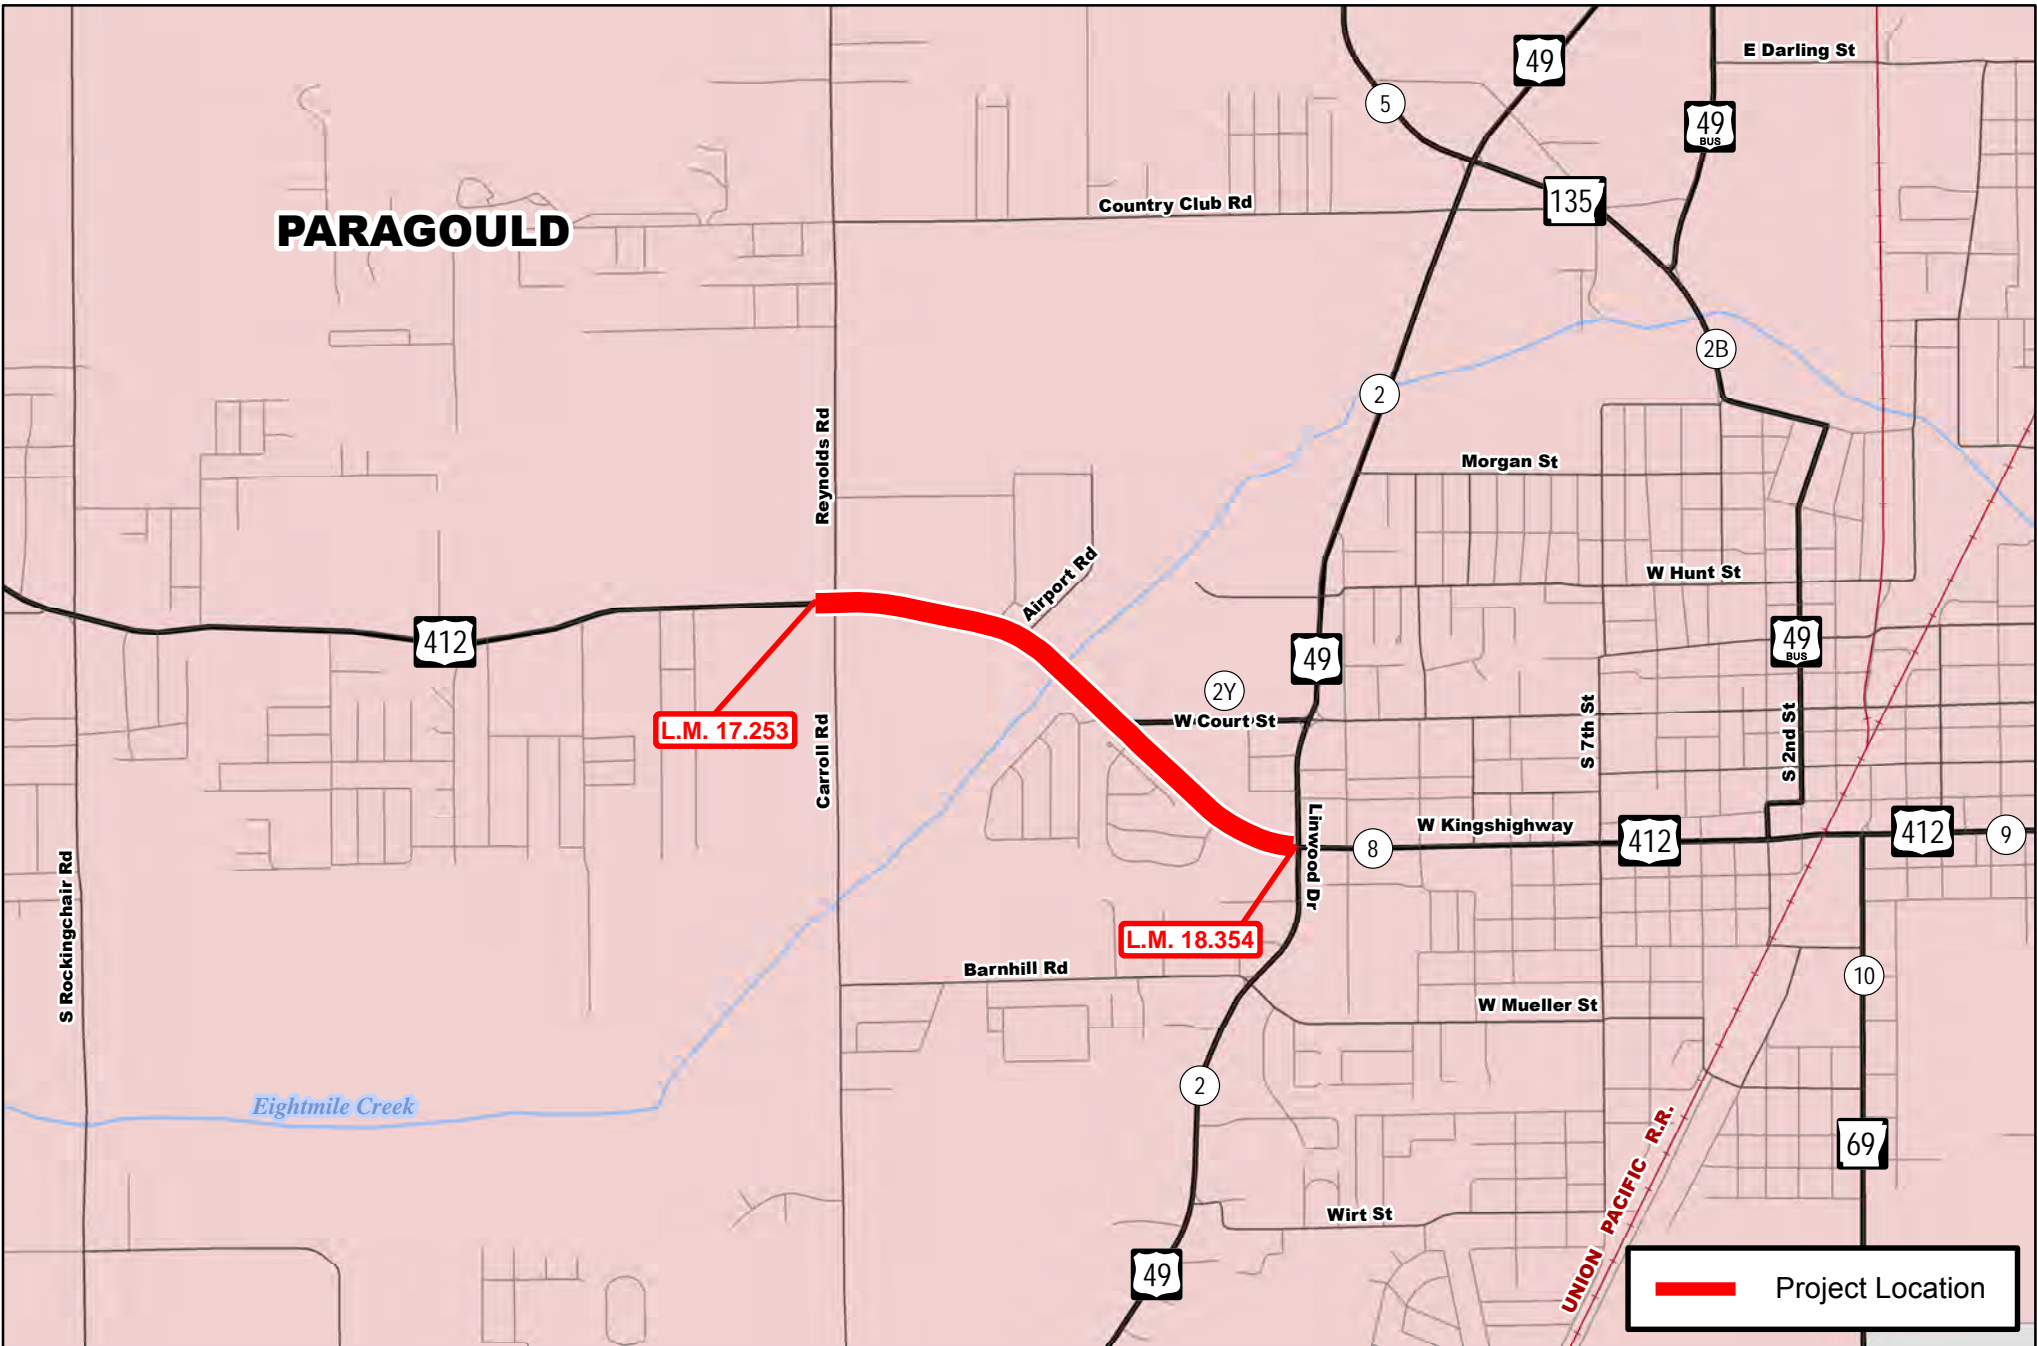 49
E Darling St
5
49
BUS
135
Country Club Rd
PARAGOULD
2B
2
Reynolds Rd
Morgan St
Airport Rd
W Hunt St
412
49
49
BUS
2Y
W Court St
L.M. 17.253
Carroll Rd
S 7th St
S 2nd St
Linwood Dr
W Kingshighway
8
412
412
9
S Rockingchair Rd
L.M. 18.354
Barnhill Rd
10
W Mueller St
2
Eightmile Creek
69
UNION PACIFIC R.R.
Wirt St
49
Project Location